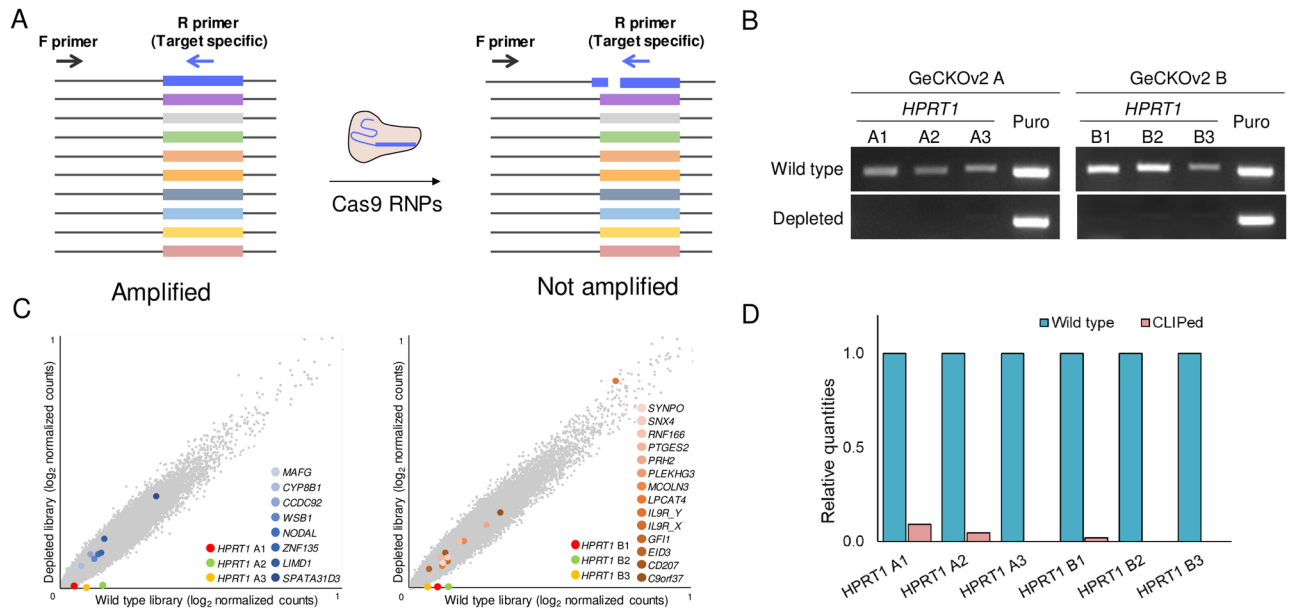 A
F primer
R primer
(Target specific)
Cas9 RNPs
F primer
R primer
(Target specific)
Amplified
Not amplified
B
GeCKOv2 A
GeCKOv2 B
HPRT1
Puro
HPRT1
Puro
A1 A2 A3
B1 B2 B3
Wild type
Depleted
C
1
Depleted library (log2 normalized counts)
MAFG
CYP8B1
CCDC92
WSB1
NODAL
ZNF135
LIMD1
SPATA31D3
HPRT1 A1
HPRT1 A2
HPRT1 A3
0
Wild type library (log2 normalized counts)
1
1
Depleted library (log2 normalized counts)
SYNPO
SNX4
RNF166
PTGES2
PRH2
PLEKHG3
MCOLN3
LPCAT4
IL9R_Y
IL9R_X
GFI1
EID3
CD207
C9orf37
HPRT1 B1
HPRT1 B2
HPRT1 B3
0
Wild type library (log2 normalized counts)
1
D
Wild type
CLIPed
Relative quantities
1.0
0.5
0.0
HPRT1 A1
HPRT1 A2
HPRT1 A3
HPRT1 B1
HPRT1 B2
HPRT1 B3